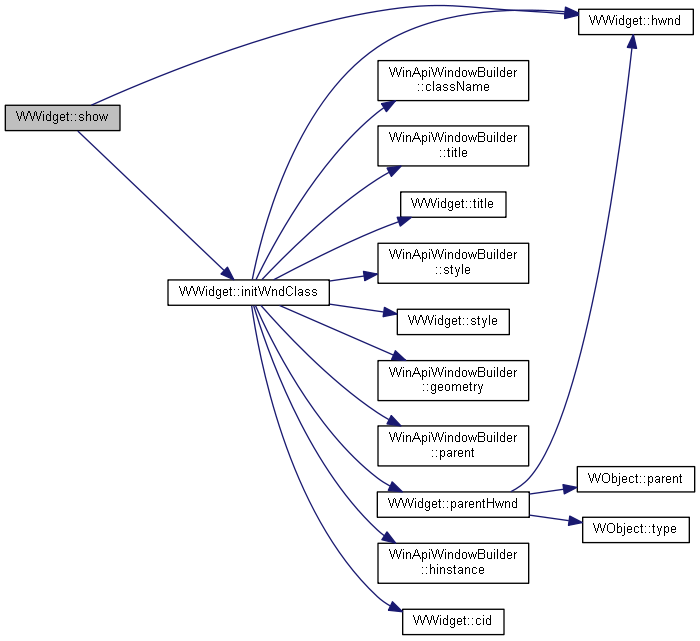 WWidget::hwnd
WinApiWindowBuilder
::className
WWidget::show
WinApiWindowBuilder
::title
WWidget::title
WinApiWindowBuilder
::style
WWidget::initWndClass
WWidget::style
WinApiWindowBuilder
::geometry
WinApiWindowBuilder
::parent
WObject::parent
WWidget::parentHwnd
WObject::type
WinApiWindowBuilder
::hinstance
WWidget::cid